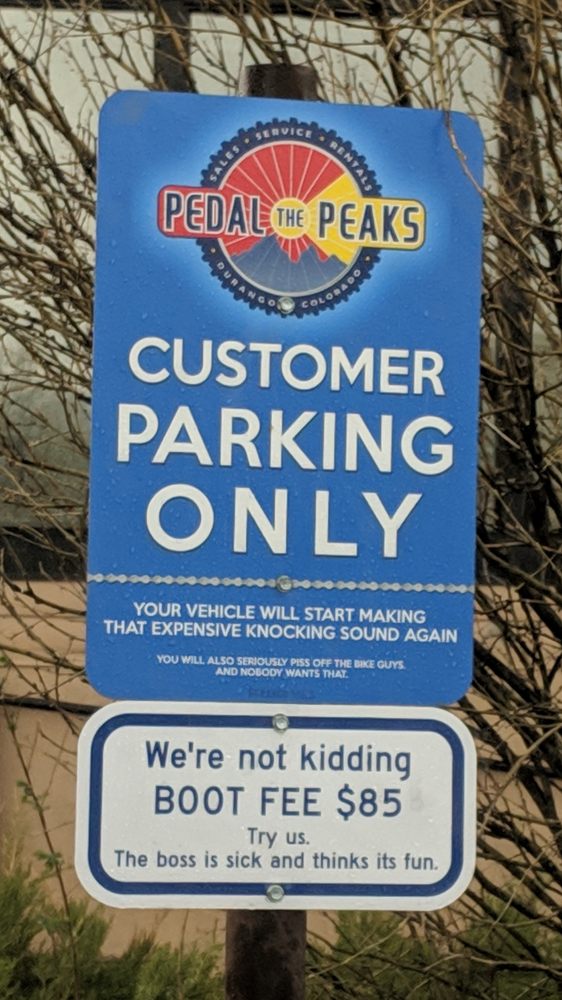 SALES • SERVICE • RENTALS
PEDAL THE PEAKS
DURANGO COLORADO
CUSTOMER
PARKING
ONLY
YOUR VEHICLE WILL START MAKING
THAT EXPENSIVE KNOCKING SOUND AGAIN
YOU WILL ALSO SERIOUSLY PISS OFF THE BIKE GUYS.
AND NOBODY WANTS THAT.
We're not kidding
BOOT FEE $85
Try us.
The boss is sick and thinks its fun.